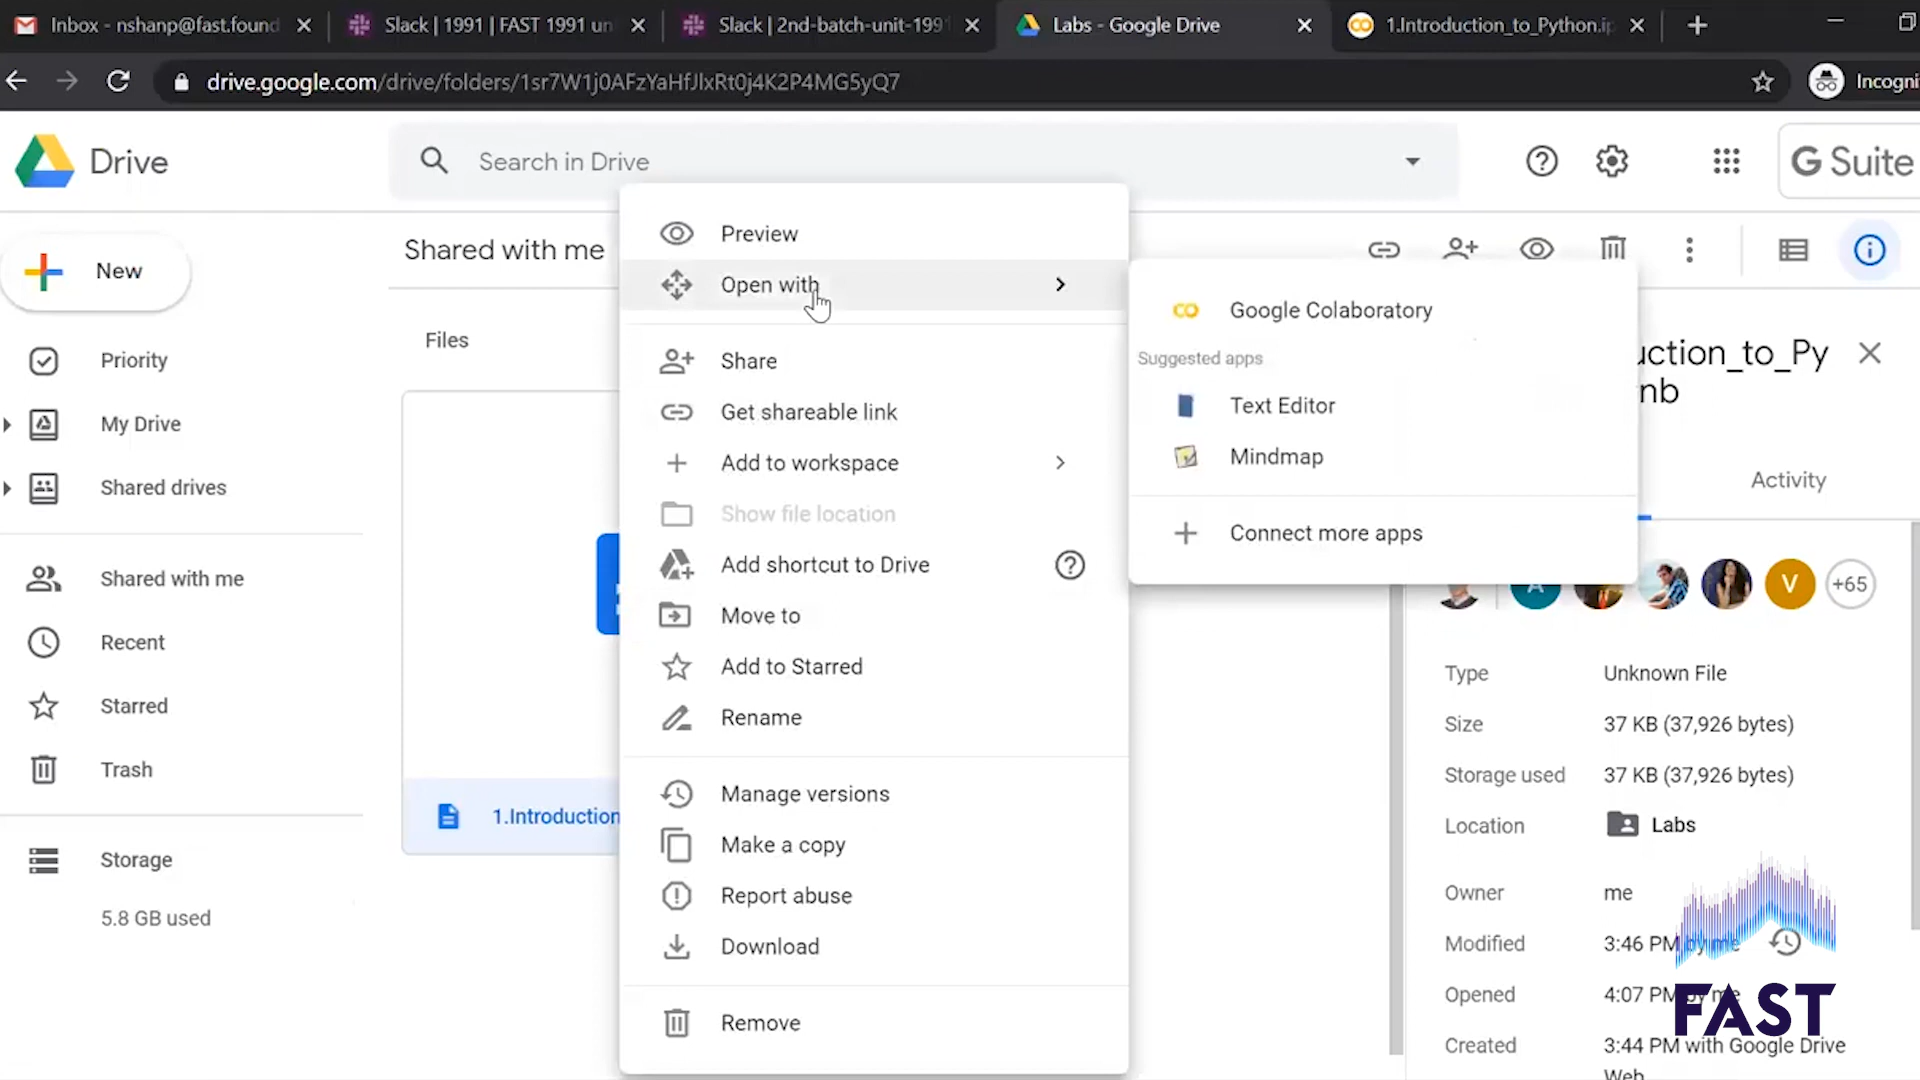 Inbox - nshanp@fast.found
Slack | 1991 | FAST 1991 un
Slack | 2nd-batch-unit-1991
Labs - Google Drive
1.Introduction_to_Python.ip
drive.google.com/drive/folders/1sr7W1j0AFzYaHfJlxRt0j4K2P4MG5yQ7
Incogni
Drive
Search in Drive
G Suite
New
Shared with me
Preview
Open with
Google Colaboratory
Suggested apps
Text Editor
Mindmap
Connect more apps
Files
Share
Get shareable link
Add to workspace
Show file location
Add shortcut to Drive
Move to
Add to Starred
Rename
Manage versions
Make a copy
Report abuse
Download
Remove
Priority
My Drive
Shared drives
Shared with me
Recent
Starred
Trash
Storage
5.8 GB used
1.Introduction
uction_to_Py
nb
Activity
A
V
+65
Type Unknown File
Size 37 KB (37,926 bytes)
Storage used 37 KB (37,926 bytes)
Location Labs
Owner me
Modified 3:46 PM by me
Opened 4:07 PM by me
Created 3:44 PM with Google Drive
Web
FAST